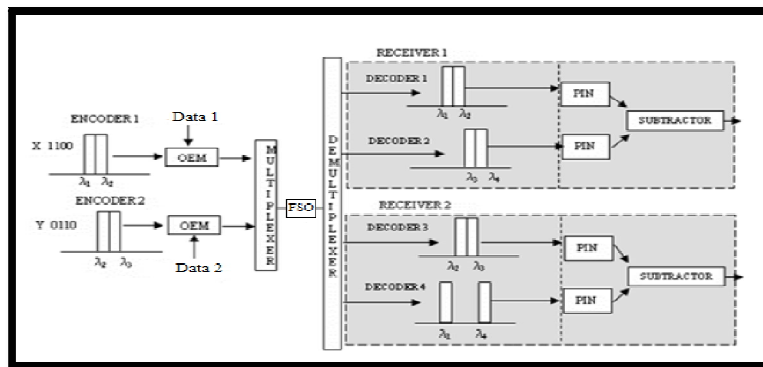 RECEIVER 1
DECODER 1
λ1 λ2
PIN
DECODER 2
λ3 λ4
PIN
SUBTRACTOR
ENCODER 1
Data 1
X 1100
OEM
λ1 λ2
ENCODER 2
Y 0110
OEM
λ2 λ3
Data 2
MULTIPLEXER
FSO
DEMULTIPLEXER
RECEIVER 2
DECODER 3
λ2 λ3
PIN
DECODER 4
λ1 λ4
PIN
SUBTRACTOR